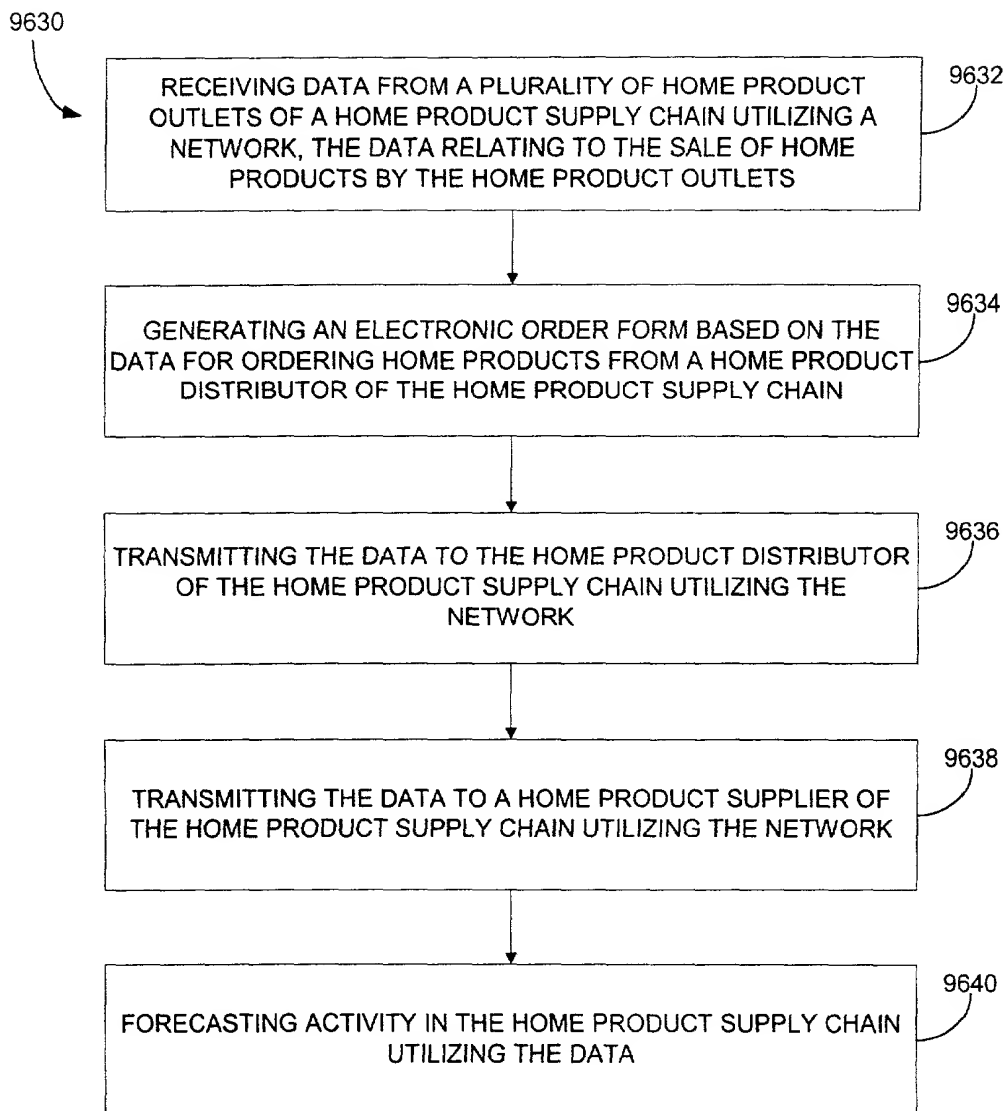 9630
RECEIVING DATA FROM A PLURALITY OF HOME PRODUCT
OUTLETS OF A HOME PRODUCT SUPPLY CHAIN UTILIZING A
NETWORK, THE DATA RELATING TO THE SALE OF HOME
PRODUCTS BY THE HOME PRODUCT OUTLETS
9632
GENERATING AN ELECTRONIC ORDER FORM BASED ON THE
DATA FOR ORDERING HOME PRODUCTS FROM A HOME PRODUCT
DISTRIBUTOR OF THE HOME PRODUCT SUPPLY CHAIN
9634
TRANSMITTING THE DATA TO THE HOME PRODUCT DISTRIBUTOR
OF THE HOME PRODUCT SUPPLY CHAIN UTILIZING THE
NETWORK
9636
TRANSMITTING THE DATA TO A HOME PRODUCT SUPPLIER OF
THE HOME PRODUCT SUPPLY CHAIN UTILIZING THE NETWORK
9638
FORECASTING ACTIVITY IN THE HOME PRODUCT SUPPLY CHAIN
UTILIZING THE DATA
9640